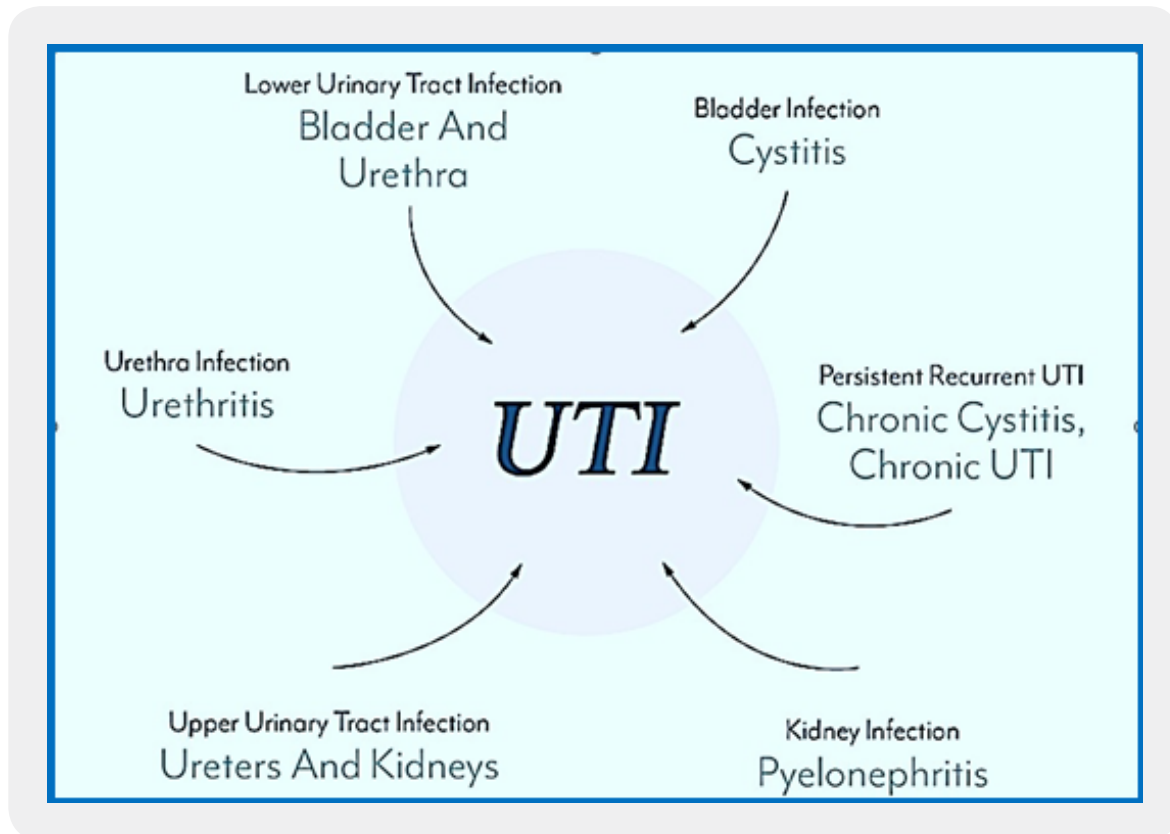 Lower Urinary Tract Infection
Bladder And
Urethra
Bladder Infection
Cystitis
Urethra Infection
Urethritis
UTI
Persistent Recurrent UTI
Chronic Cystitis,
Chronic UTI
Upper Urinary Tract Infection
Ureters And Kidneys
Kidney Infection
Pyelonephritis